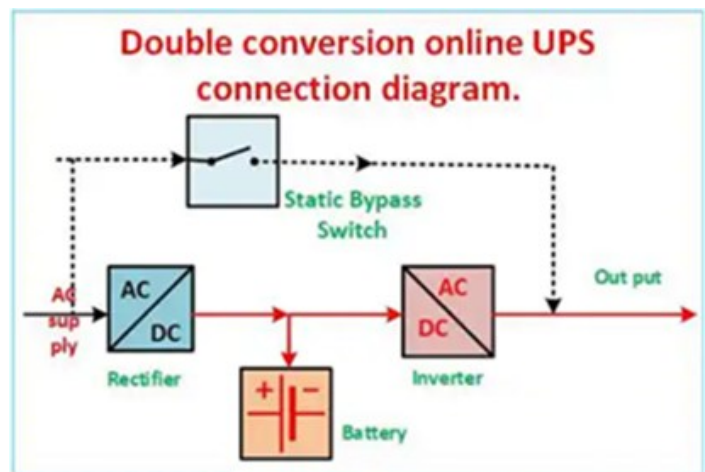 Double conversion online UPS
connection diagram.
Static Bypass
Switch
AC
sup
ply
AC
DC
Rectifier
+ −
Battery
AC
DC
Inverter
Out put